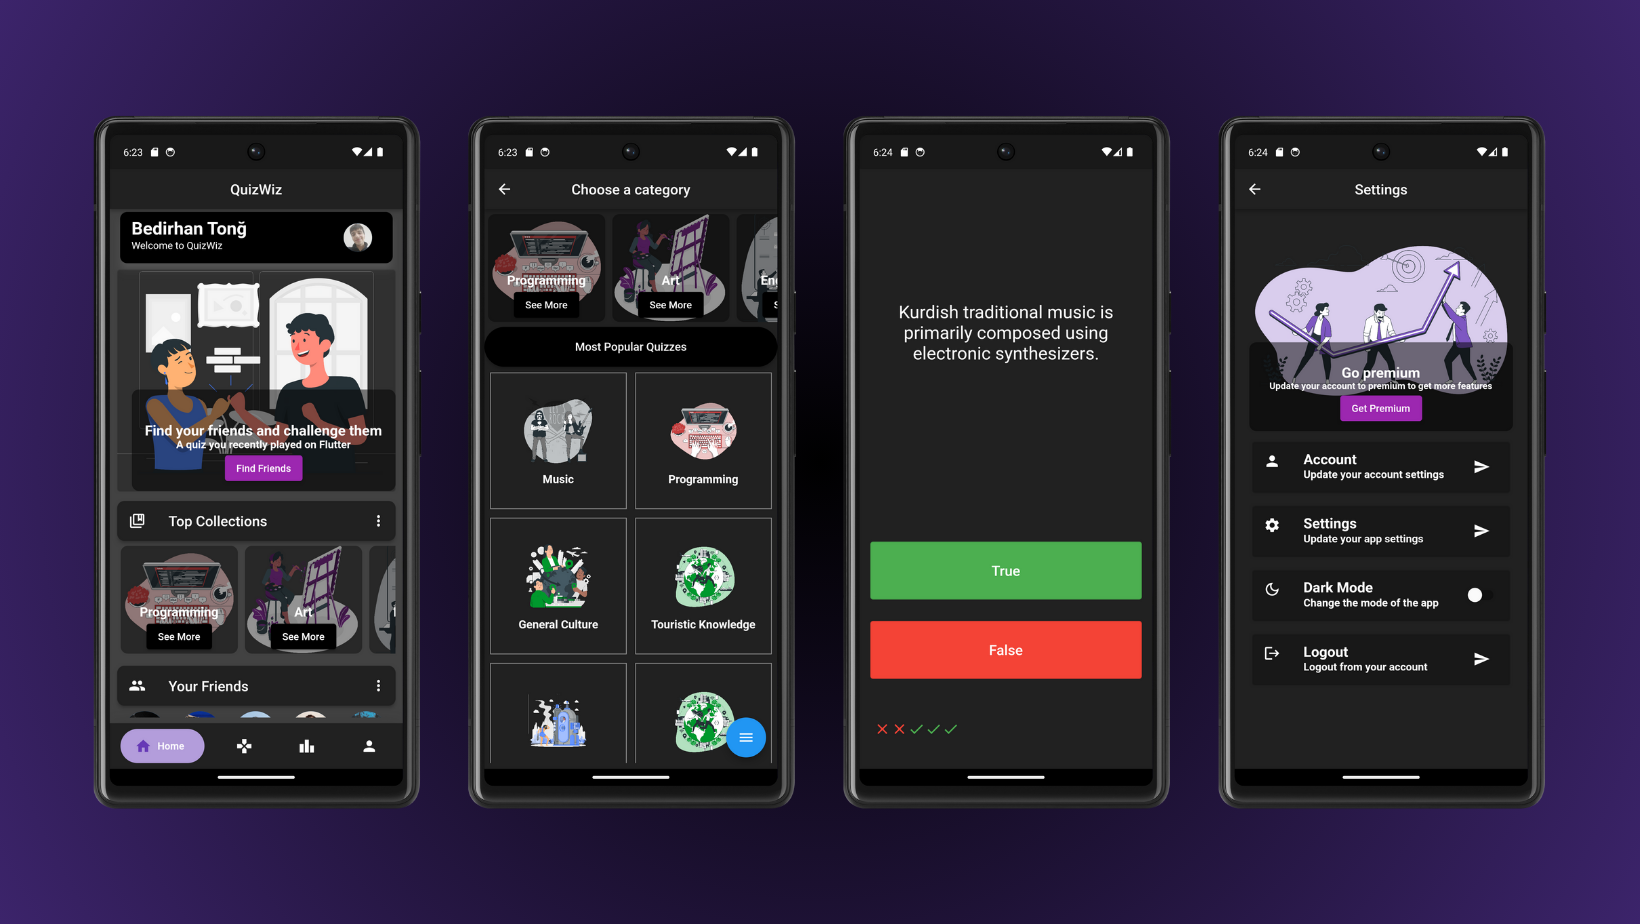 6:23
QuizWiz
Bedirhan Tonğ
Welcome to QuizWiz
Find your friends and challenge them
A quiz you recently played on Flutter
Find Friends
Top Collections
Programming
See More
Art
See More
Your Friends
Home
6:23
Choose a category
Programming
See More
Art
See More
En
S
Most Popular Quizzes
Music
Programming
General Culture
Touristic Knowledge
6:24
Kurdish traditional music is
primarily composed using
electronic synthesizers.
True
False
6:24
Settings
Go premium
Update your account to premium to get more features
Get Premium
Account
Update your account settings
Settings
Update your app settings
Dark Mode
Change the mode of the app
Logout
Logout from your account